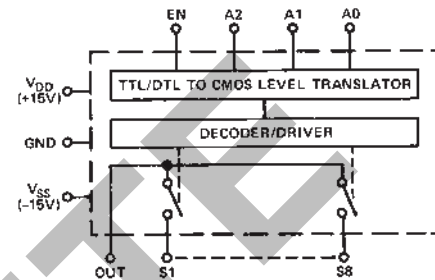 EN A2 A1 A0
TTL/DTL TO CMOS LEVEL TRANSLATOR
VDD
(+15V)
DECODER/DRIVER
GND
VSS
(–15V)
OUT S1 S8